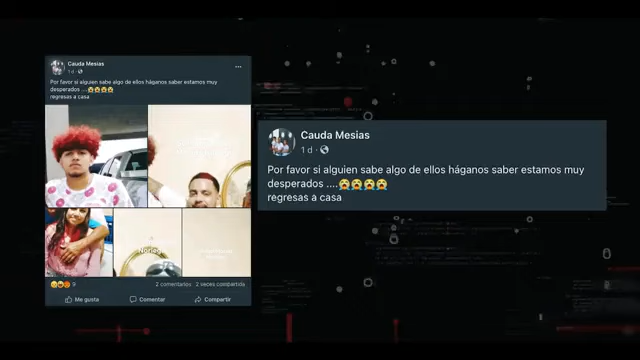 Cauda Mesias
1 d
Por favor si alguien sabe algo de ellos háganos saber estamos muy
desperados ....😭😭😭😭
regresas a casa
2 comentarios 2 veces compartida
9
Me gusta Comentar Compartir
Cauda Mesias
1 d ·
Por favor si alguien sabe algo de ellos háganos saber estamos muy
desperados ....😭😭😭😭
regresas a casa